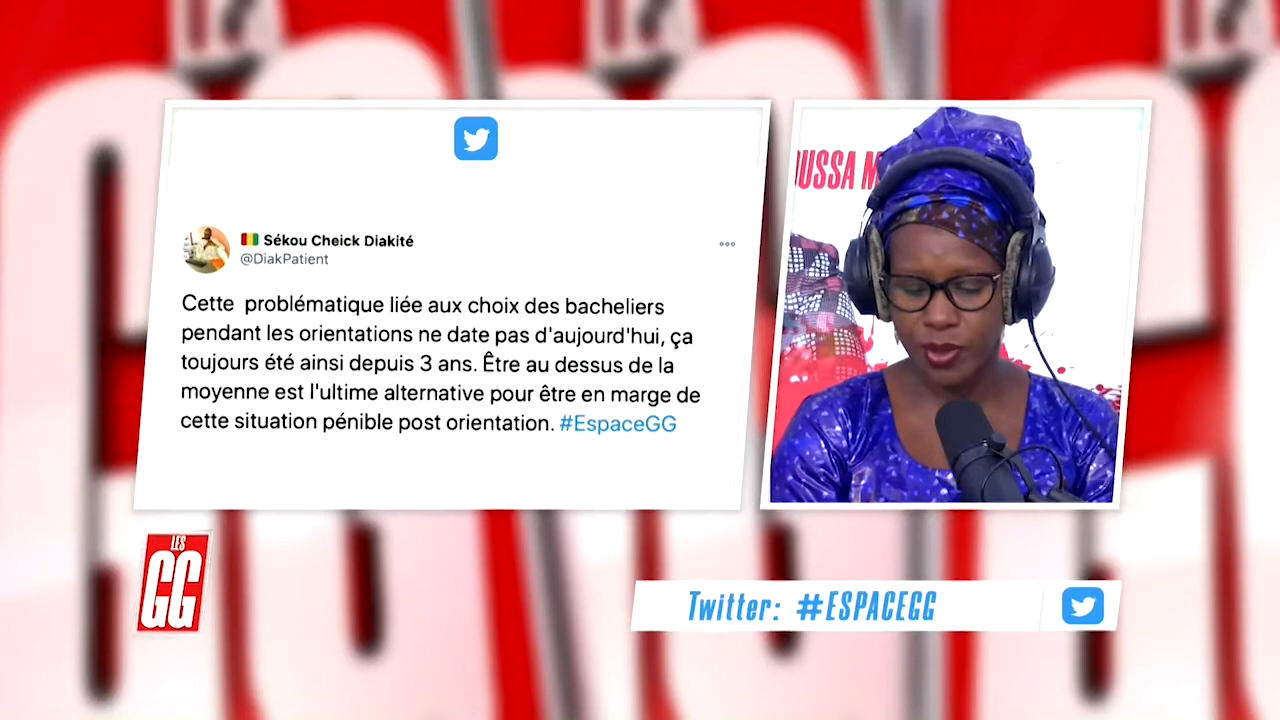 Sékou Cheick Diakité
@DiakPatient
Cette problématique liée aux choix des bacheliers
pendant les orientations ne date pas d'aujourd'hui, ça
toujours été ainsi depuis 3 ans. Être au dessus de la
moyenne est l'ultime alternative pour être en marge de
cette situation pénible post orientation. #EspaceGG
USSA M
LES
GG
Twitter: #ESPACEGG